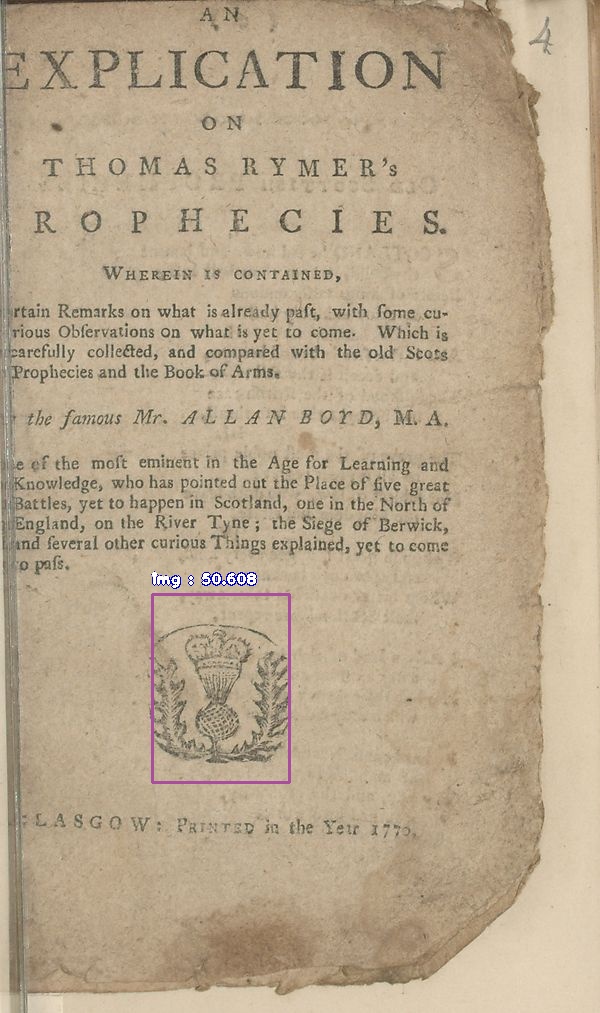 AN
EXPLICATION
ON
THOMAS RYMER's
ROPHECIES.
WHEREIN IS CONTAINED,
rtain Remarks on what is already paſt, with ſome cu-
rious Obſervations on what is yet to come. Which is
carefully collected, and compared with the old Scots
Prophecies and the Book of Arms.
the famous Mr. ALLAN BOYD, M. A.
e of the moſt eminent in the Age for Learning and
Knowledge, who has pointed out the Place of five great
Battles, yet to happen in Scotland, one in the North of
England, on the River Tyne; the Siege of Berwick,
and ſeveral other curious Things explained, yet to come
to paſs.
img : 50.608
LASGOW: PRINTED in the Year 1770.
4